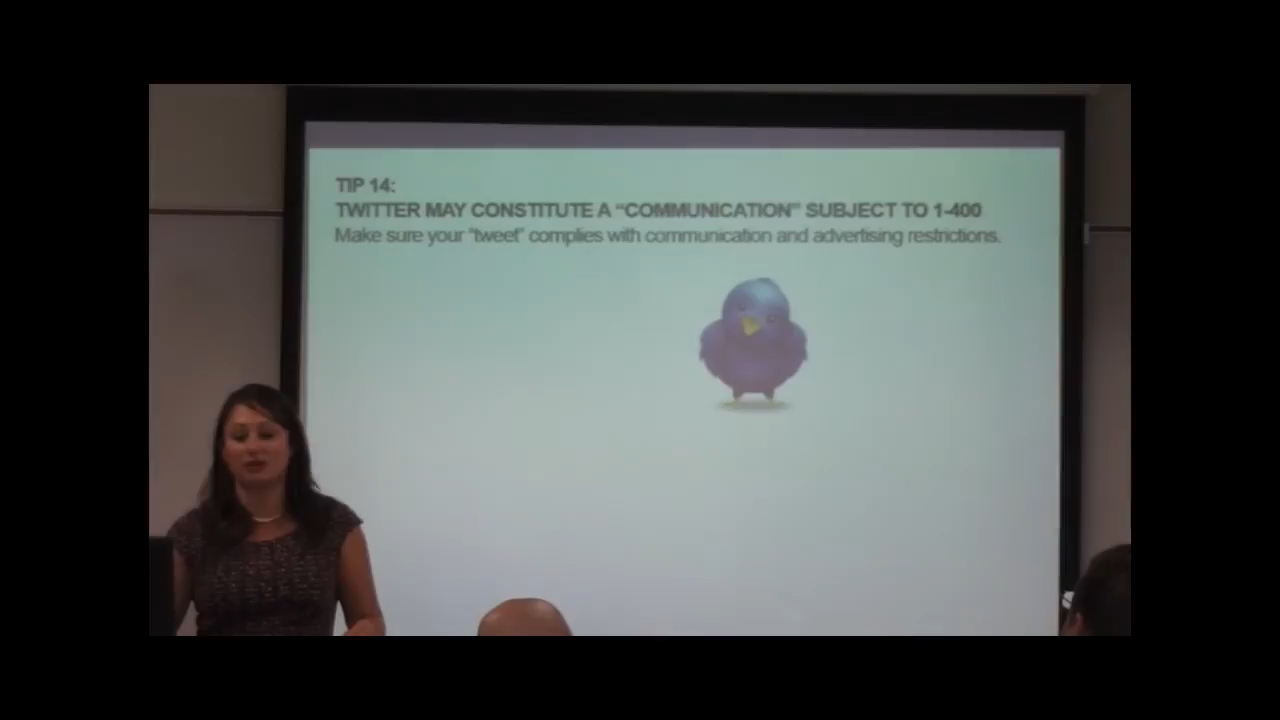 TIP 14:
TWITTER MAY CONSTITUTE A “COMMUNICATION” SUBJECT TO 1-400
Make sure your “tweet” complies with communication and advertising restrictions.